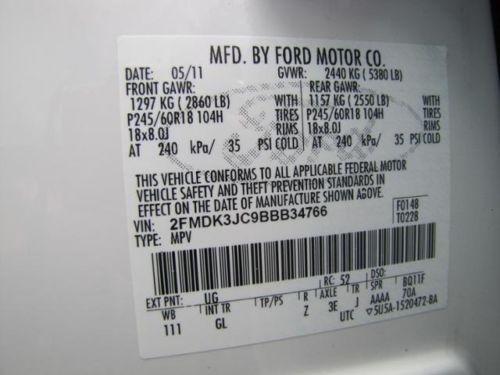 MFD. BY FORD MOTOR CO.
DATE: 05/11 GVWR: 2440 KG ( 5380 LB)
FRONT GAWR: REAR GAWR:
1297 KG ( 2860 LB) WITH 1157 KG ( 2550 LB) WITH
P245/60R18 104H TIRES P245/60R18 104H TIRES
18x8.0J RIMS 18x8.0J RIMS
AT 240 kPa/ 35 PSI COLD AT 240 kPa/ 35 PSI COLD
THIS VEHICLE CONFORMS TO ALL APPLICABLE FEDERAL MOTOR
VEHICLE SAFETY AND THEFT PREVENTION STANDARDS IN
EFFECT ON THE DATE OF MANUFACTURE SHOWN ABOVE.
VIN: 2FMDK3JC9BBB34766 F0148
TYPE: MPV T0228
EXT PNT: UG RC: 52 DSO:
WB INT TR TP/PS R AXLE TR SPR BQ11F
111 GL Z 3E J AAAA 70A
UTC ▽5U5A-1520472-BA